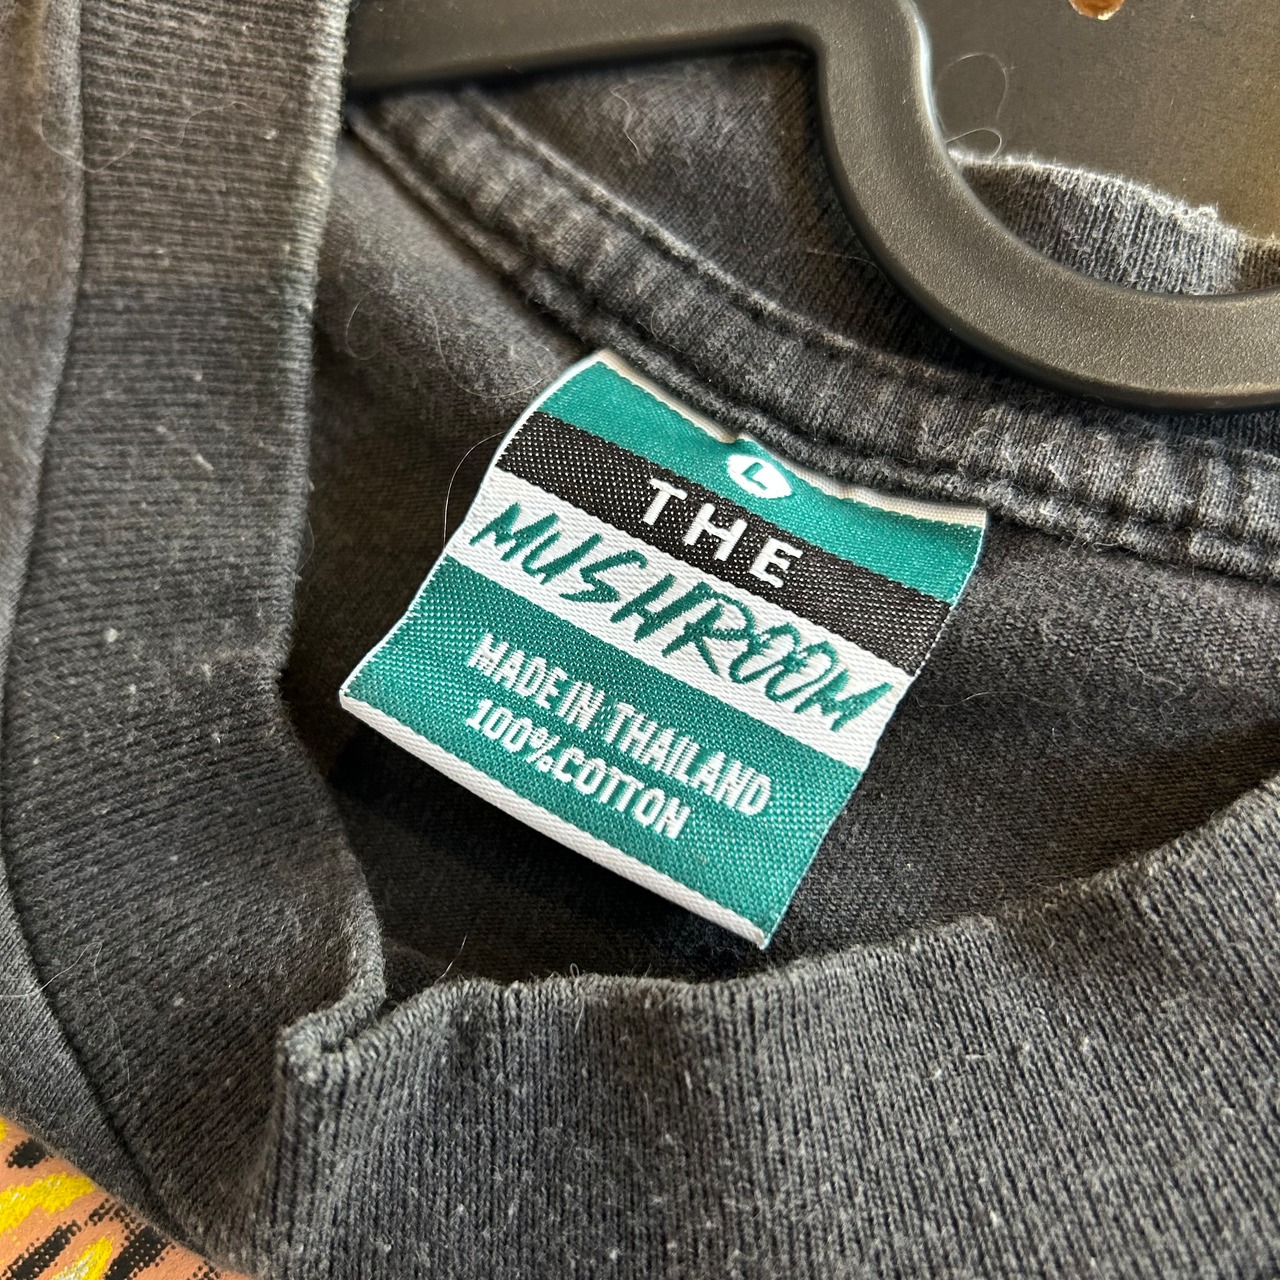 L
THE
MUSHROOM
MADE IN THAILAND
100%.COTTON